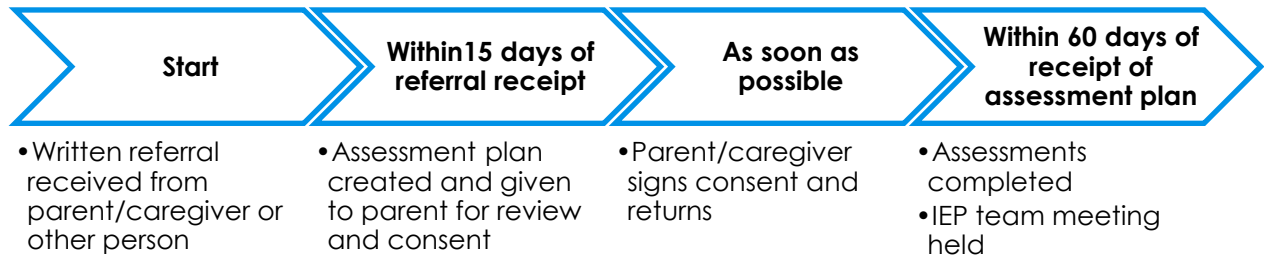 Start
Within15 days of
referral receipt
As soon as
possible
Within 60 days of
receipt of
assessment plan
•Written referral
received from
parent/caregiver or
other person
•Assessment plan
created and given
to parent for review
and consent
•Parent/caregiver
signs consent and
returns
•Assessments
completed
•IEP team meeting
held